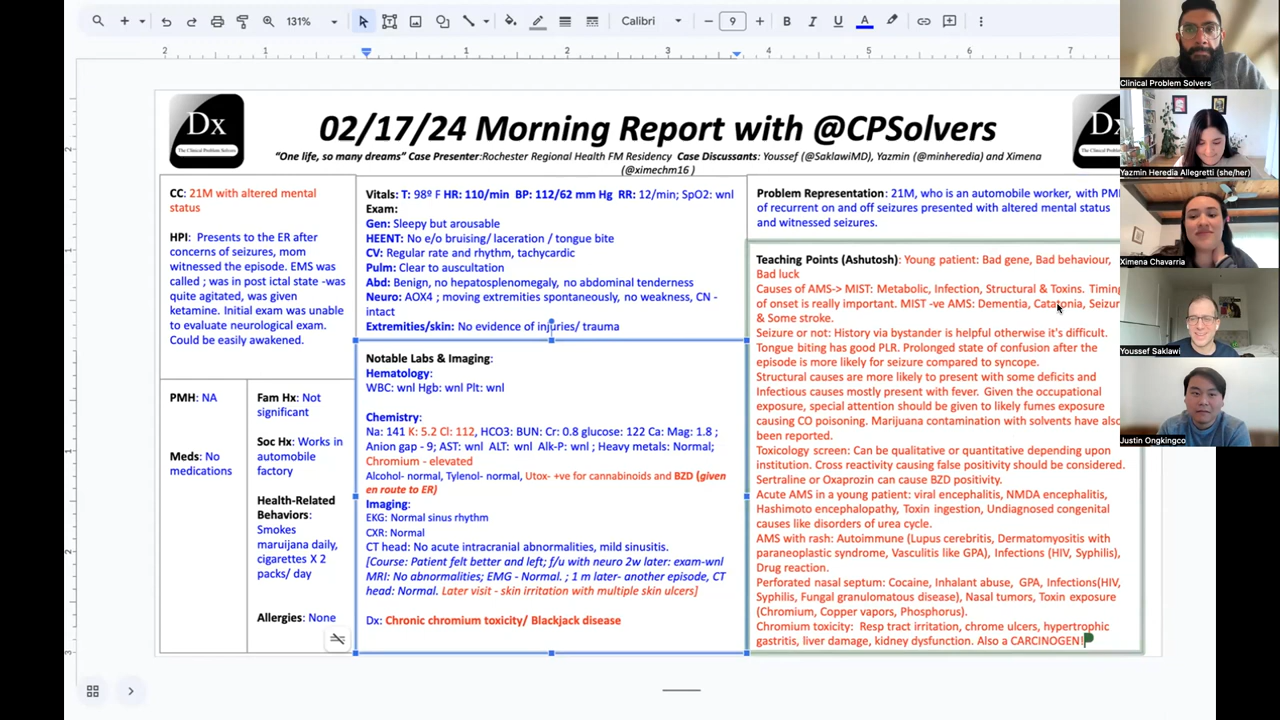 131%
Calibri
9
B I U A
2 1 1 2 3 4 5 6 7
Dx
The Clinical Problem Solvers
02/17/24 Morning Report with @CPSolvers
“One life, so many dreams” Case Presenter:Rochester Regional Health FM Residency Case Discussants: Youssef (@SaklawiMD), Yazmin (@minheredia) and Ximena
(@ximechm16 )
CC: 21M with altered mental
status
HPI: Presents to the ER after
concerns of seizures, mom
witnessed the episode. EMS was
called ; was in post ictal state -was
quite agitated, was given
ketamine. Initial exam was unable
to evaluate neurological exam.
Could be easily awakened.
PMH: NA
Meds: No
medications
Fam Hx: Not
significant
Soc Hx: Works in
automobile
factory
Health-Related
Behaviors:
Smokes
maruijana daily,
cigarettes X 2
packs/ day
Allergies: None
Vitals: T: 98º F HR: 110/min BP: 112/62 mm Hg RR: 12/min; SpO2: wnl
Exam:
Gen: Sleepy but arousable
HEENT: No e/o bruising/ laceration / tongue bite
CV: Regular rate and rhythm, tachycardic
Pulm: Clear to auscultation
Abd: Benign, no hepatosplenomegaly, no abdominal tenderness
Neuro: AOX4 ; moving extremities spontaneously, no weakness, CN -
intact
Extremities/skin: No evidence of injuries/ trauma
Notable Labs & Imaging:
Hematology:
WBC: wnl Hgb: wnl Plt: wnl
Chemistry:
Na: 141 K: 5.2 Cl: 112, HCO3: BUN: Cr: 0.8 glucose: 122 Ca: Mag: 1.8 ;
Anion gap - 9; AST: wnl ALT: wnl Alk-P: wnl ; Heavy metals: Normal;
Chromium - elevated
Alcohol- normal, Tylenol- normal, Utox- +ve for cannabinoids and BZD (given
en route to ER)
Imaging:
EKG: Normal sinus rhythm
CXR: Normal
CT head: No acute intracranial abnormalities, mild sinusitis.
[Course: Patient felt better and left; f/u with neuro 2w later: exam-wnl
MRI: No abnormalities; EMG - Normal. ; 1 m later- another episode, CT
head: Normal. Later visit - skin irritation with multiple skin ulcers]
Dx: Chronic chromium toxicity/ Blackjack disease
Problem Representation: 21M, who is an automobile worker, with PM
of recurrent on and off seizures presented with altered mental status
and witnessed seizures.
Teaching Points (Ashutosh): Young patient: Bad gene, Bad behaviour,
Bad luck
Causes of AMS-> MIST: Metabolic, Infection, Structural & Toxins. Timing
of onset is really important. MIST -ve AMS: Dementia, Catatonia, Seizur
& Some stroke.
Seizure or not: History via bystander is helpful otherwise it’s difficult.
Tongue biting has good PLR. Prolonged state of confusion after the
episode is more likely for seizure compared to syncope.
Structural causes are more likely to present with some deficits and
Infectious causes mostly present with fever. Given the occupational
exposure, special attention should be given to likely fumes exposure
causing CO poisoning. Marijuana contamination with solvents have also
been reported.
Toxicology screen: Can be qualitative or quantitative depending upon
institution. Cross reactivity causing false positivity should be considered.
Sertraline or Oxaprozin can cause BZD positivity.
Acute AMS in a young patient: viral encephalitis, NMDA encephalitis,
Hashimoto encephalopathy, Toxin ingestion, Undiagnosed congenital
causes like disorders of urea cycle.
AMS with rash: Autoimmune (Lupus cerebritis, Dermatomyositis with
paraneoplastic syndrome, Vasculitis like GPA), Infections (HIV, Syphilis),
Drug reaction.
Perforated nasal septum: Cocaine, Inhalant abuse, GPA, Infections(HIV,
Syphilis, Fungal granulomatous disease), Nasal tumors, Toxin exposure
(Chromium, Copper vapors, Phosphorus).
Chromium toxicity: Resp tract irritation, chrome ulcers, hypertrophic
gastritis, liver damage, kidney dysfunction. Also a CARCINOGEN!
Clinical Problem Solvers
Yazmin Heredia Allegretti (she/her)
Ximena Chavarria
Youssef Saklawi
Justin Ongkingco